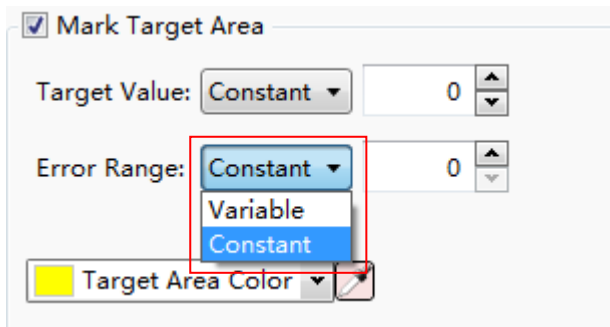 Mark Target Area
Target Value: Constant 0
Error Range: Constant 0
Variable
Constant
Target Area Color